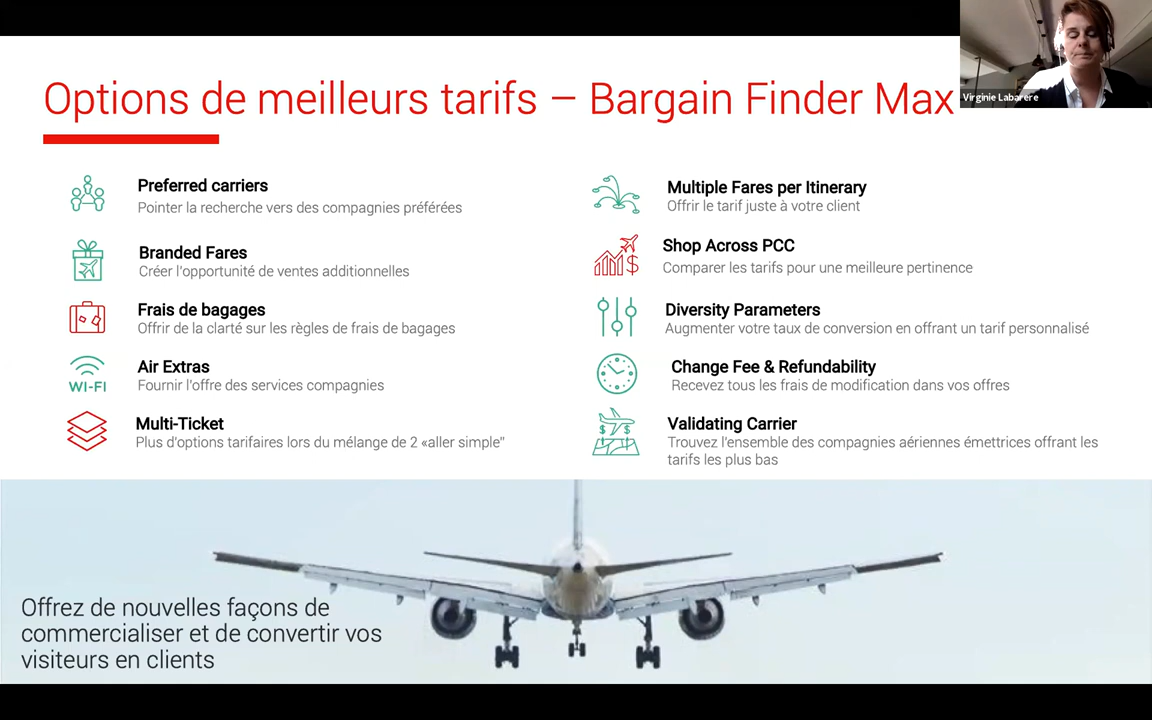 Options de meilleurs tarifs – Bargain Finder Max
Virginie Labarere
Preferred carriers
Pointer la recherche vers des compagnies préférées
Branded Fares
Créer l'opportunité de ventes additionnelles
Frais de bagages
Offrir de la clarté sur les règles de frais de bagages
WI-FI
Air Extras
Fournir l'offre des services compagnies
Multi-Ticket
Plus d'options tarifaires lors du mélange de 2 «aller simple"
Multiple Fares per Itinerary
Offrir le tarif juste à votre client
$
Shop Across PCC
Comparer les tarifs pour une meilleure pertinence
Diversity Parameters
Augmenter votre taux de conversion en offrant un tarif personnalisé
Change Fee & Refundability
Recevez tous les frais de modification dans vos offres
$ $
Validating Carrier
Trouvez l'ensemble des compagnies aériennes émettrices offrant les
tarifs les plus bas
Offrez de nouvelles façons de
commercialiser et de convertir vos
visiteurs en clients